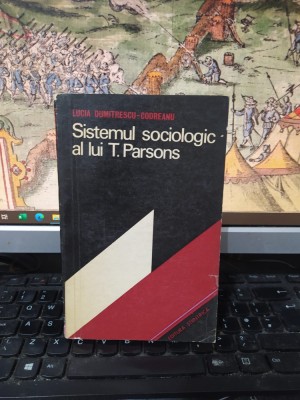 LUCIA DUMITRESCU-CODREANU
Sistemul sociologic
al lui T. Parsons